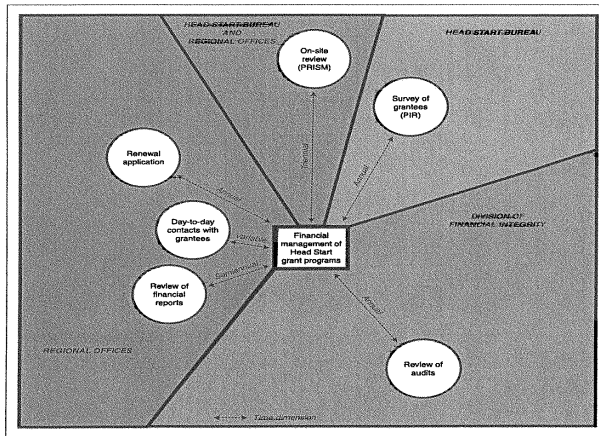 HEAD START BUREAU
AND
REGIONAL OFFICES
HEAD START BUREAU
On-site
review
(PRISM)
Survey of
grantees
(PIR)
Renewal
application
Annual
Triennial
Annual
Day-to-day
contacts with
grantees
Variable
Financial
management of
Head Start
grant programs
DIVISION OF
FINANCIAL INTEGRITY
Review of
financial
reports
Semiannual
Annual
REGIONAL OFFICES
Review of
audits
Time dimension